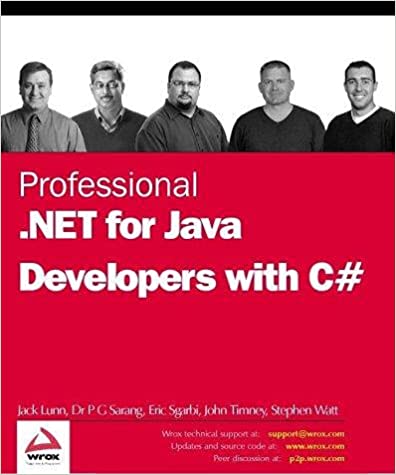 Professional
.NET for Java
Developers with C#
Jack Lunn, Dr P G Sarang, Eric Sgarbi, John Timney, Stephen Watt
Wrox technical support at: support@wrox.com
Updates and source code at: www.wrox.com
Peer discussion at: p2p.wrox.com
wrox